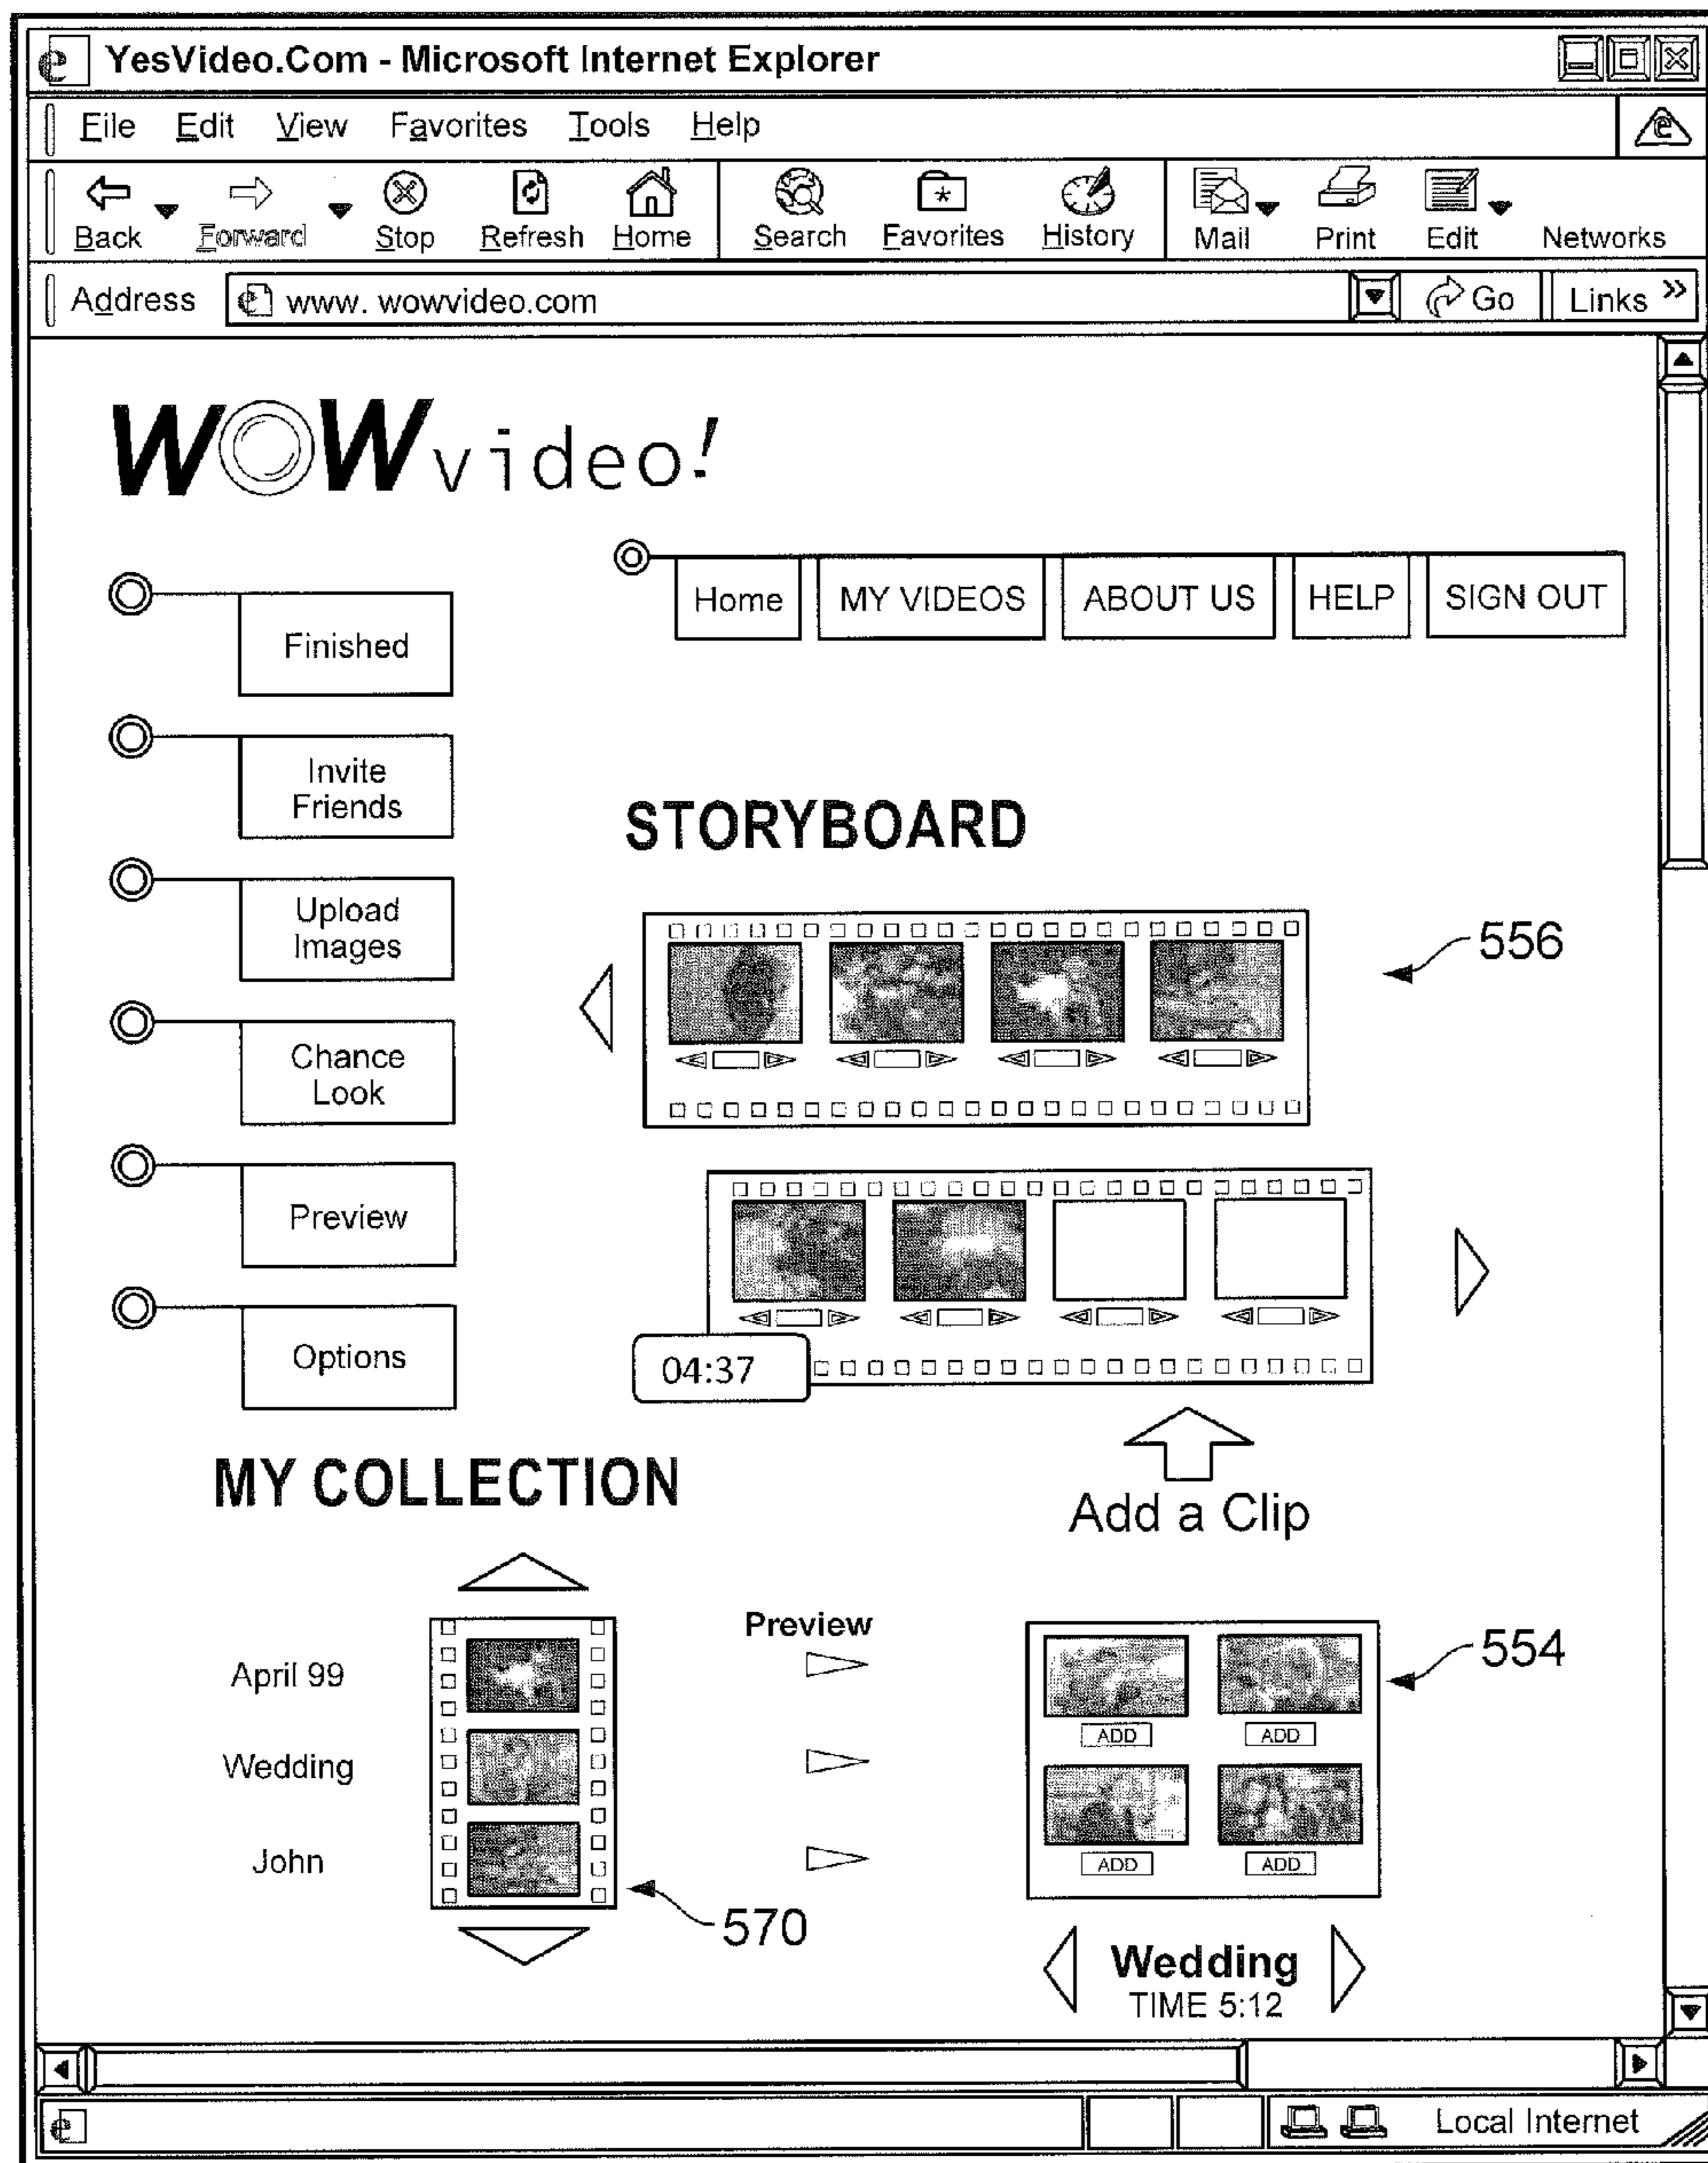 YesVideo.Com - Microsoft Internet Explorer
File Edit View Favorites Tools Help
Back Forward Stop Refresh Home Search Favorites History Mail Print Edit Networks
Address www. wowvideo.com Go Links »
WOW video!
Home MY VIDEOS ABOUT US HELP SIGN OUT
Finished
Invite
Friends
Upload
Images
Chance
Look
Preview
Options
STORYBOARD
556
04:37
Add a Clip
MY COLLECTION
April 99
Wedding
John
570
Preview
554
ADD ADD
ADD ADD
Wedding
TIME 5:12
Local Internet